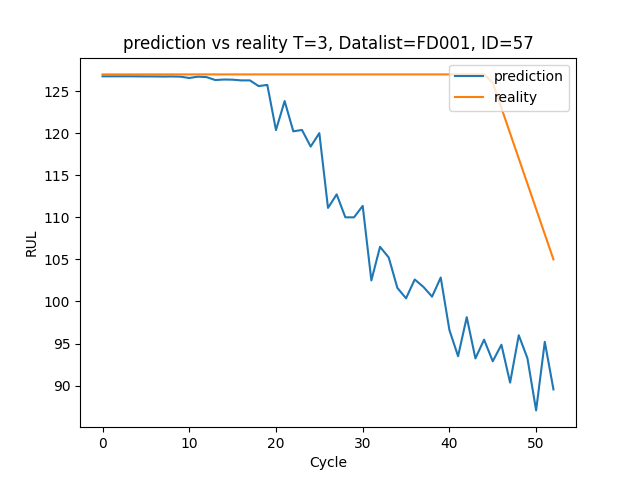 prediction vs reality T=3, Datalist=FD001, ID=57
prediction
reality
RUL
125
120
115
110
105
100
95
90
0 10 20 30 40 50
Cycle